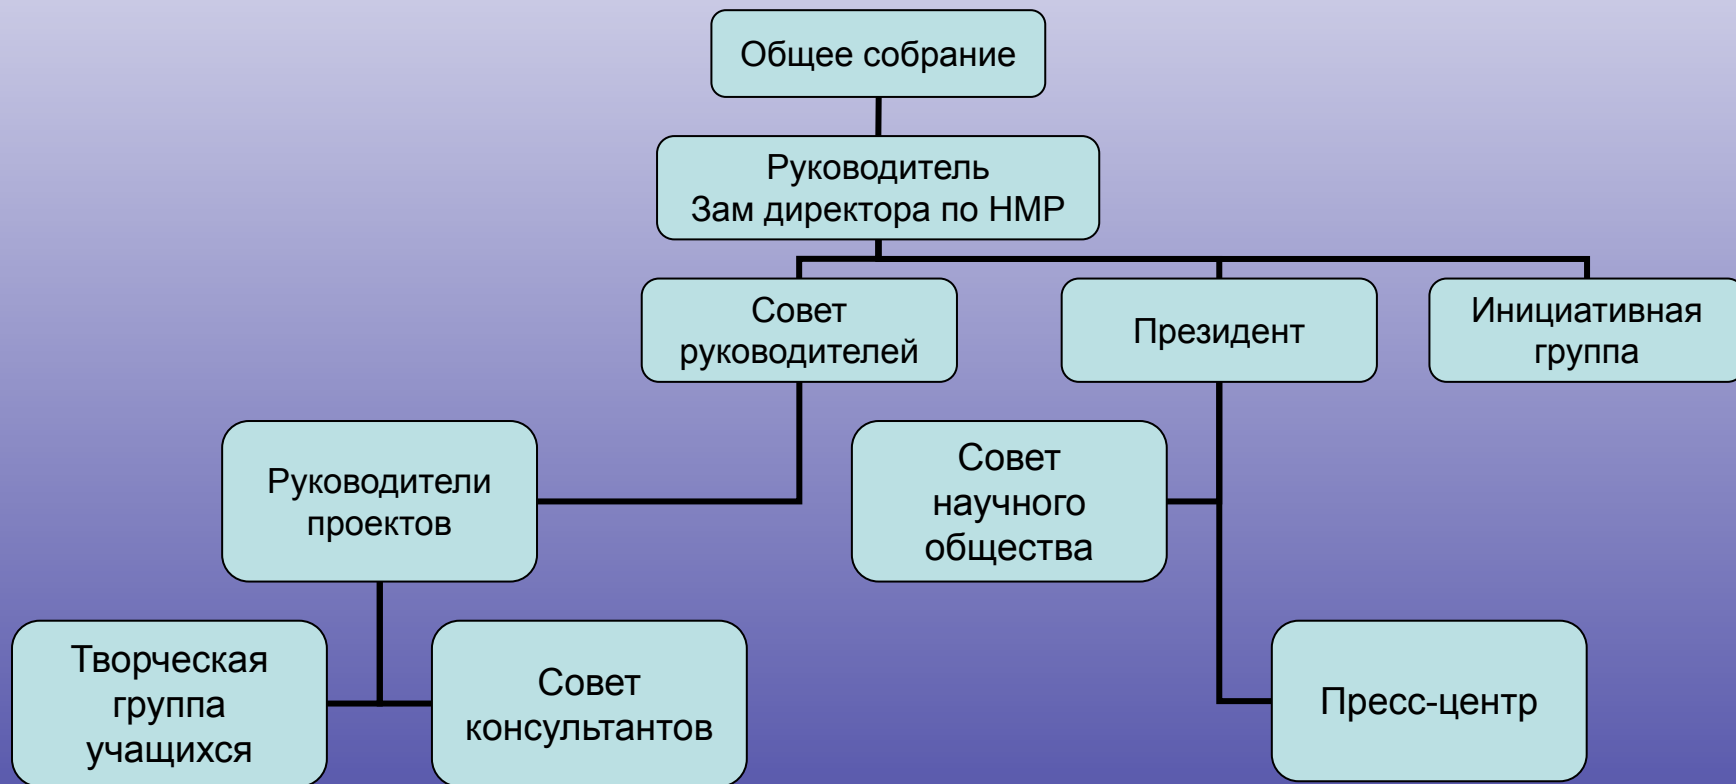 Общее собрание
Руководитель
Зам директора по НМР
Совет
руководителей
Президент
Инициативная
группа
Руководители
проектов
Совет
научного
общества
Творческая
группа
учащихся
Совет
консультантов
Пресс-центр